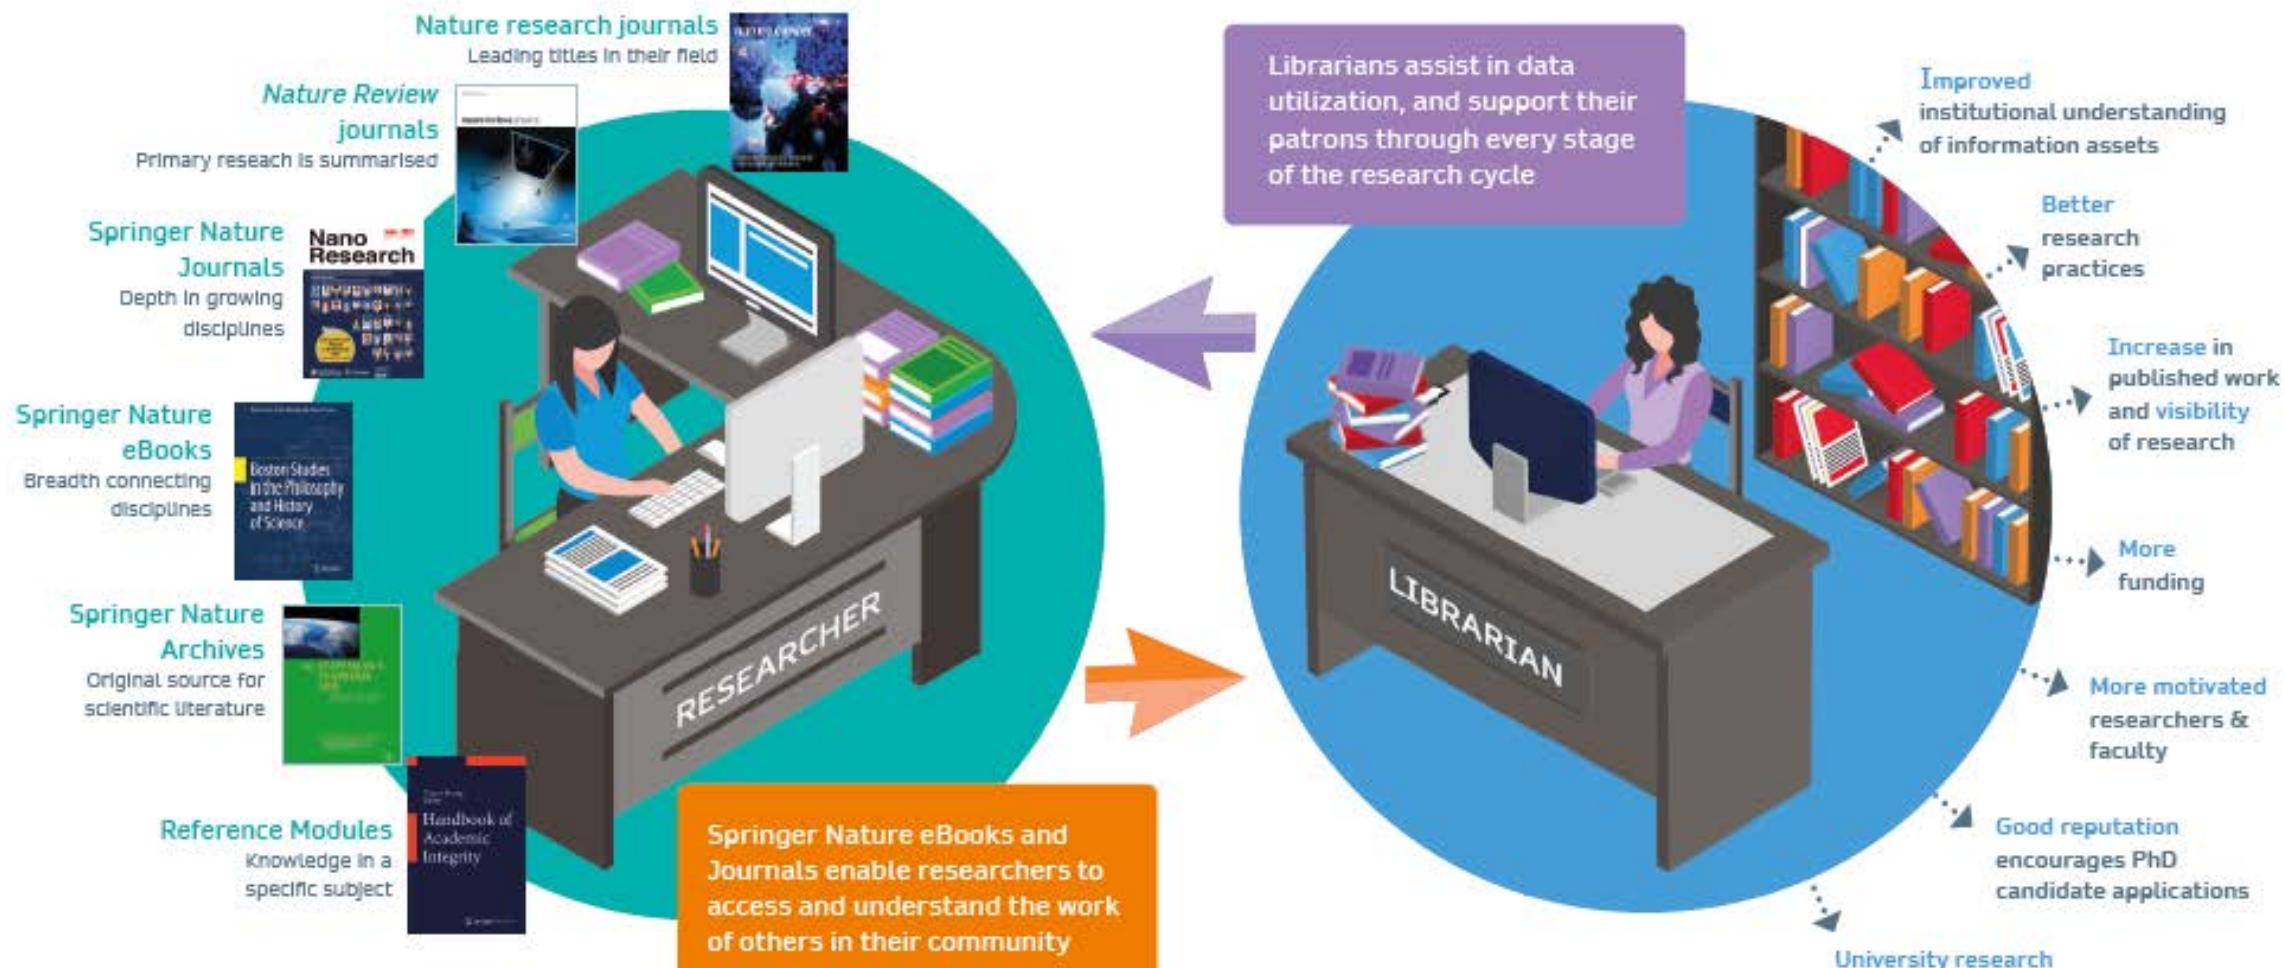 Nature research journals
Leading titles in their field
Nature Review
journals
Primary reseach is summarised
Springer Nature
Journals
Depth in growing
disciplines
Nano
Research
Springer Nature
eBooks
Breadth connecting
disciplines
Boston Studies
in the Philosophy
and History
of Science
Springer Nature
Archives
Original source for
scientific literature
Reference Modules
Knowledge in a
specific subject
Handbook of
Academic
Integrity
RESEARCHER
Springer Nature eBooks and
Journals enable researchers to
access and understand the work
of others in their community
Librarians assist in data
utilization, and support their
patrons through every stage
of the research cycle
LIBRARIAN
Improved
institutional understanding
of information assets
Better
research
practices
Increase in
published work
and visibility
of research
More
funding
More motivated
researchers &
faculty
Good reputation
encourages PhD
candidate applications
University research